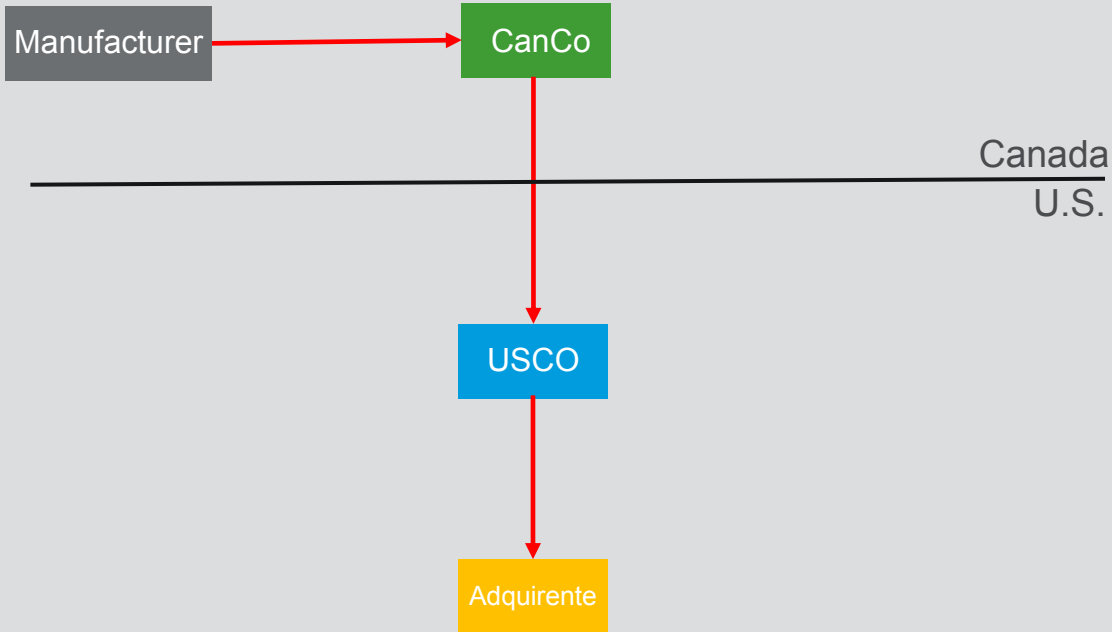 Manufacturer
CanCo
Canada
U.S.
USCO
Adquirente